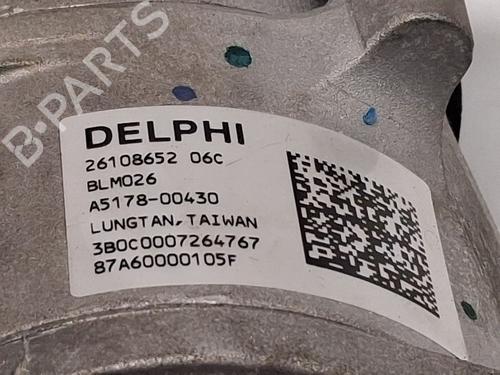 B-PARTS
DELPHI
26108652 06C
BLM026
A5178-00430
LUNGTAN,TAIWAN
3B0C0007264767
87A60000105F